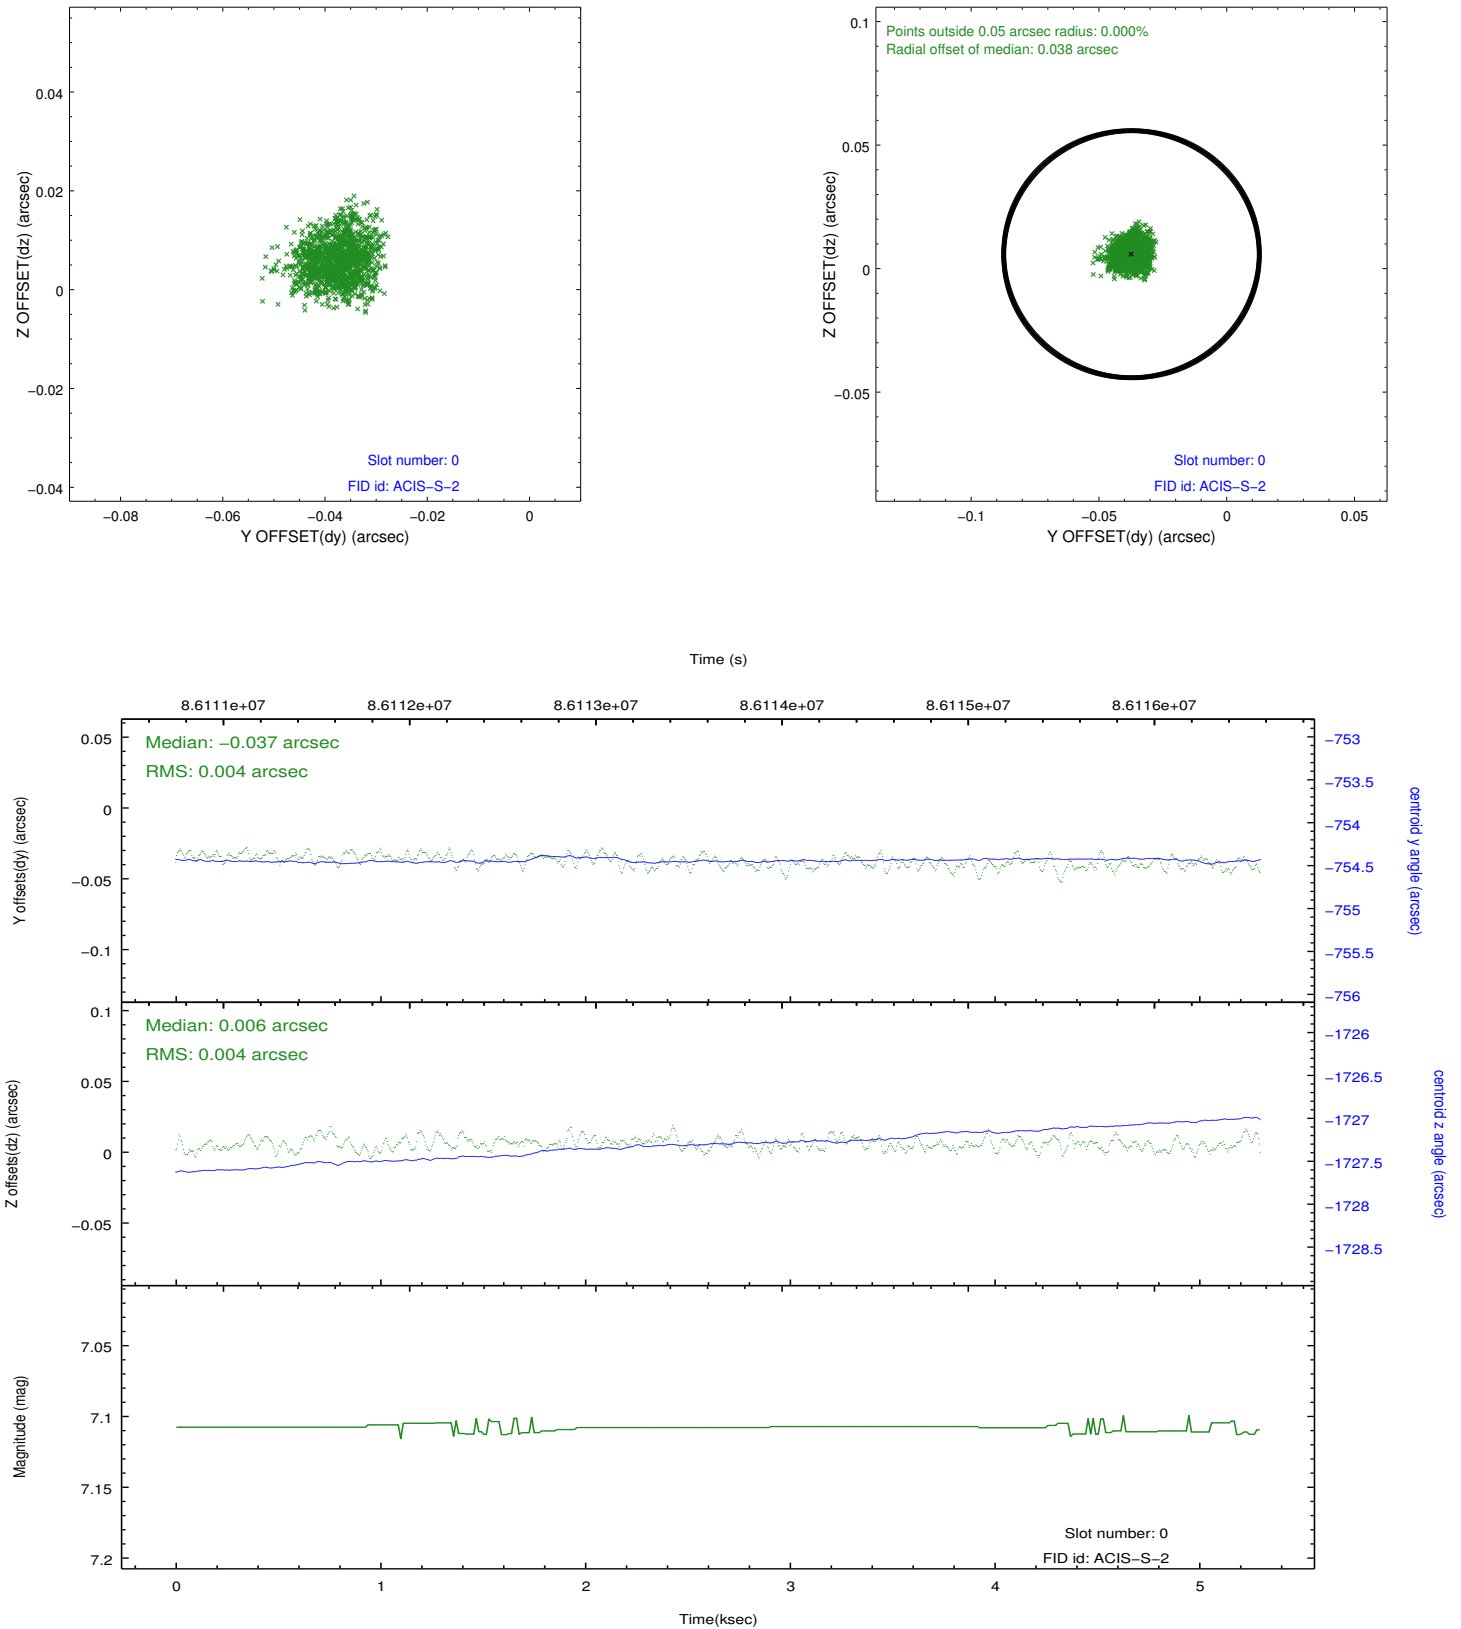 0.04
0.02
0
−0.02
−0.04
Z OFFSET(dz) (arcsec)
Slot number: 0
FID id: ACIS−S−2
−0.08
−0.06
−0.04
−0.02
0
Y OFFSET(dy) (arcsec)
Points outside 0.05 arcsec radius: 0.000%
Radial offset of median: 0.038 arcsec
0.1
0.05
0
−0.05
Z OFFSET(dz) (arcsec)
Slot number: 0
FID id: ACIS−S−2
−0.1
−0.05
0
0.05
Y OFFSET(dy) (arcsec)
Time (s)
8.6111e+07
8.6112e+07
8.6113e+07
8.6114e+07
8.6115e+07
8.6116e+07
Median: −0.037 arcsec
RMS: 0.004 arcsec
0.05
0
−0.05
−0.1
Y offsets(dy) (arcsec)
−753
−753.5
−754
−754.5
−755
−755.5
−756
centroid y angle (arcsec)
Median: 0.006 arcsec
RMS: 0.004 arcsec
0.1
0.05
0
−0.05
Z offsets(dz) (arcsec)
−1726
−1726.5
−1727
−1727.5
−1728
−1728.5
centroid z angle (arcsec)
7.05
7.1
7.15
7.2
Magnitude (mag)
Slot number: 0
FID id: ACIS−S−2
0
1
2
3
4
5
Time(ksec)